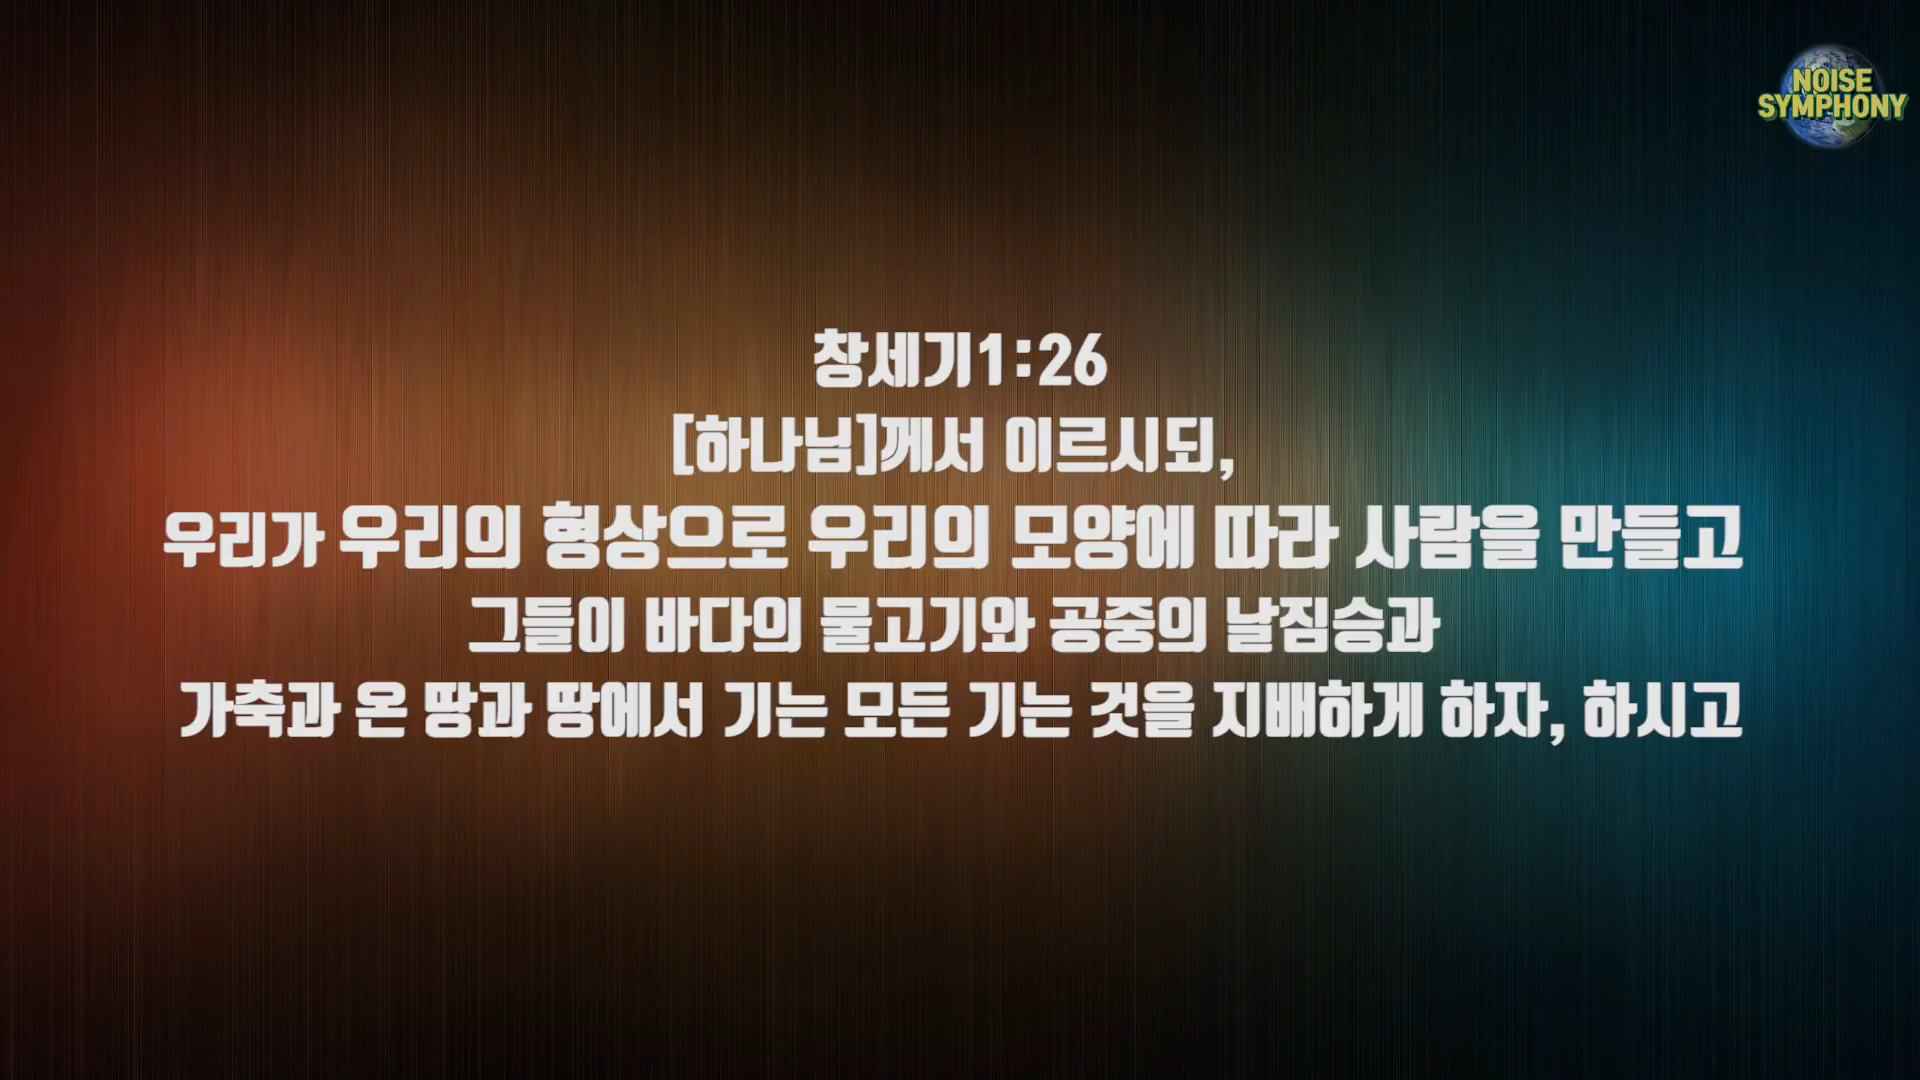 NOISE
SYMPHONY
창세기1:26
[하나님]께서 이르시되,
우리가 우리의 형상으로 우리의 모양에 따라 사람을 만들고
그들이 바다의 물고기와 공중의 날짐승과
가축과 온 땅과 땅에서 기는 모든 기는 것을 지배하게 하자, 하시고